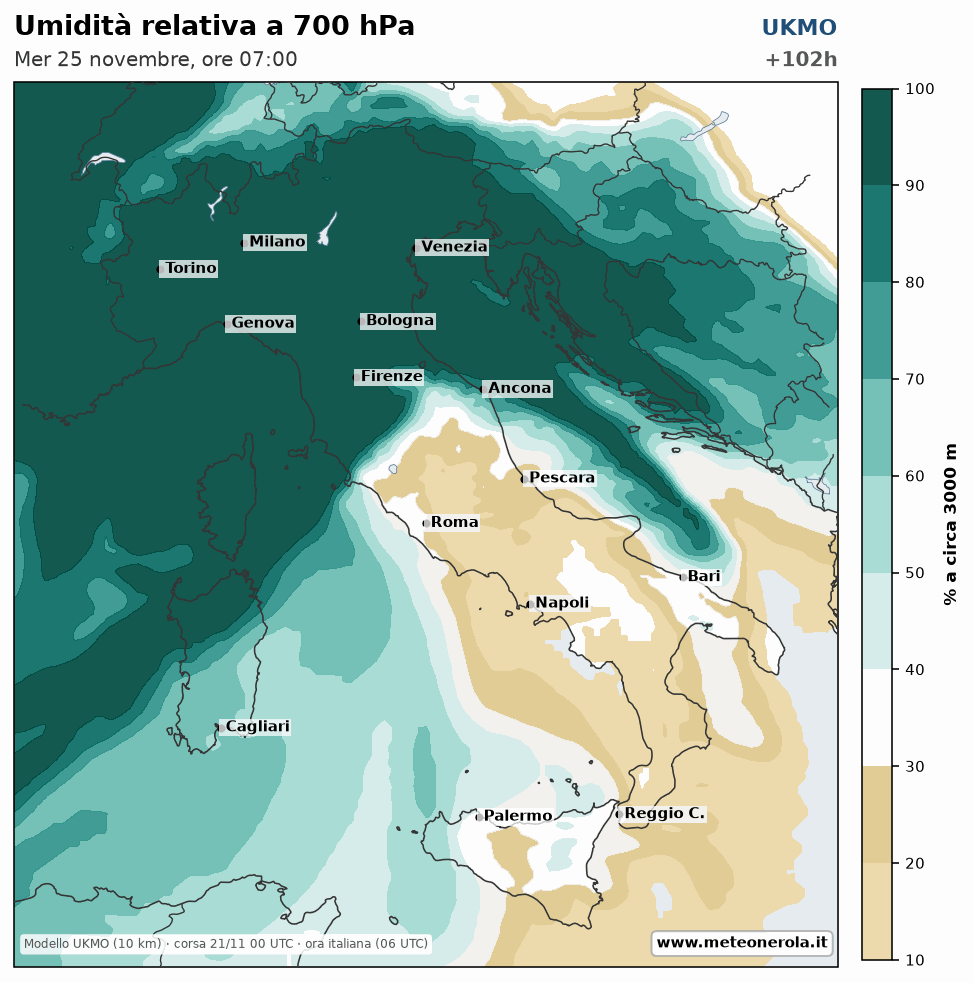 Umidità relativa a 700 hPa
UKMO
Mer 25 novembre, ore 07:00
+102h
100
90
80
70
60
50
40
30
20
10
% a circa 3000 m
Milano
Venezia
Torino
Genova
Bologna
Firenze
Ancona
Pescara
Roma
Bari
Napoli
Cagliari
Palermo
Reggio C.
Modello UKMO (10 km) · corsa 21/11 00 UTC · ora italiana (06 UTC)
www.meteonerola.it